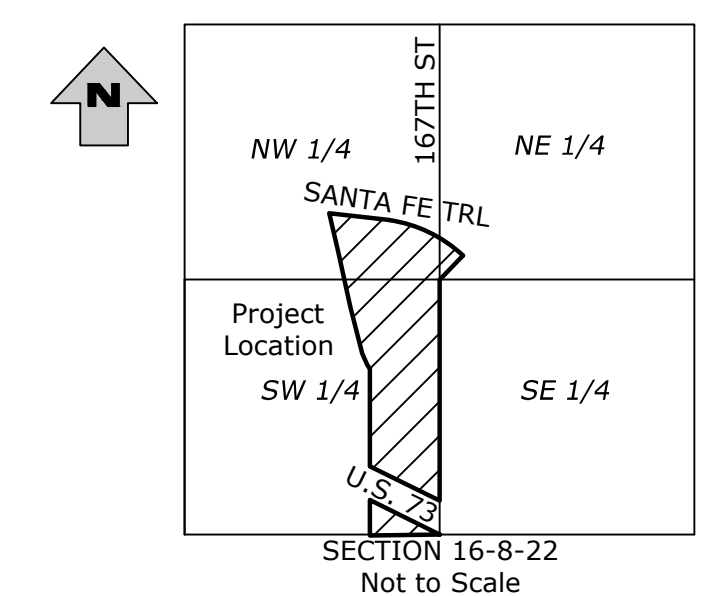 N
167TH ST
NW 1/4
NE 1/4
SANTA FE TRL
Project
Location
SW 1/4
SE 1/4
U.S. 73
SECTION 16-8-22
Not to Scale